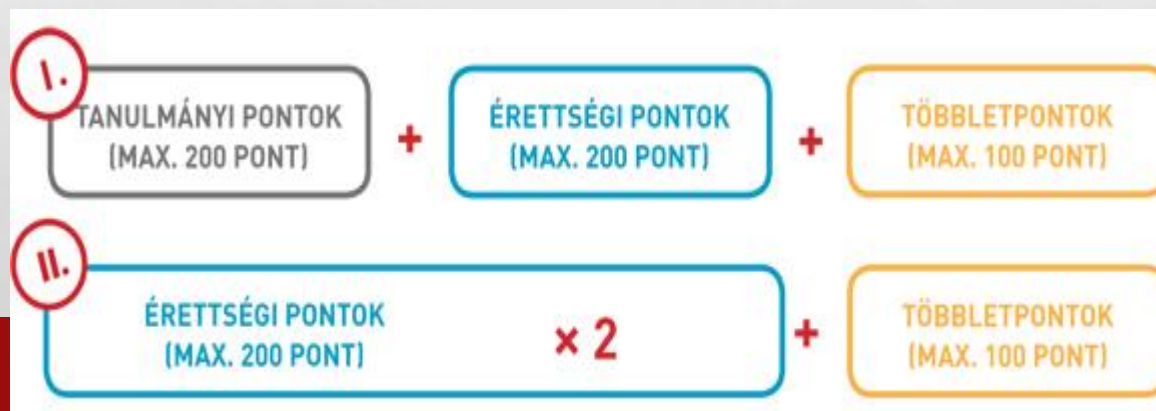 I.
TANULMÁNYI PONTOK
(MAX. 200 PONT)
+
ÉRETTSÉGI PONTOK
(MAX. 200 PONT)
+
TÖBBLETPONTOK
(MAX. 100 PONT)
II.
ÉRETTSÉGI PONTOK
(MAX. 200 PONT)
× 2
+
TÖBBLETPONTOK
(MAX. 100 PONT)